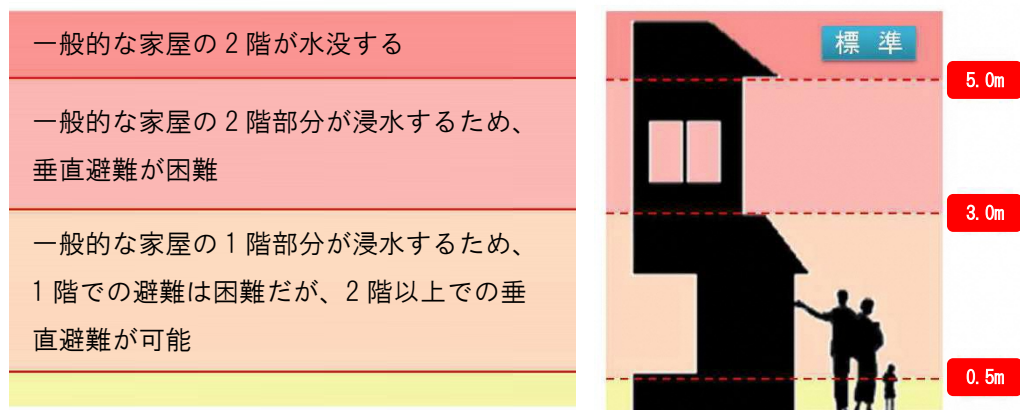 一般的な家屋の2階が水没する
一般的な家屋の2階部分が浸水するため、
垂直避難が困難
一般的な家屋の1階部分が浸水するため、
1階での避難は困難だが、2階以上での垂
直避難が可能
標 準
5.0m
3.0m
0.5m